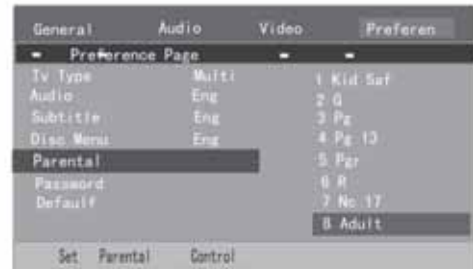 General Audio Video Preferen
- Preference Page - -
Tv Type Multi
Audio Eng
Subtitle Eng
Disc Menu Eng
Parental
Password
Defaulf
1 Kid Saf
2 G
3 Pg
4 Pg 13
5 Pgr
6 R
7 Nc 17
8 Adult
Set Parental Control